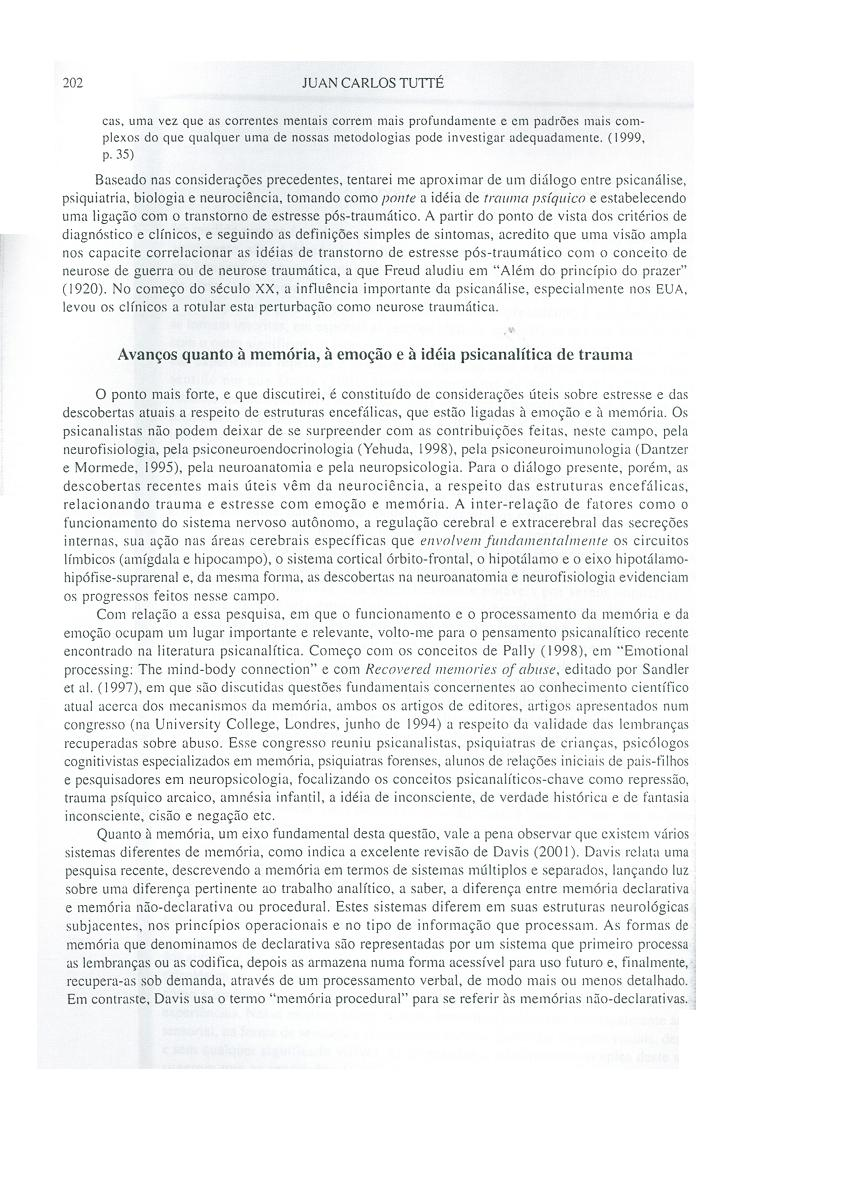 202 JUAN CARLOS TUTTÉ
cas, uma vez que as correntes mentais correm mais profundamente e em padrões mais com-
plexos do que qualquer uma de nossas metodologias pode investigar adequadamente. (1999,
p. 35)
Baseado nas considerações precedentes, tentarei me aproximar de um diálogo entre psicanálise,
psiquiatria, biologia e neurociência, tomando como ponte a idéia de trauma psíquico e estabelecendo
uma ligação com o transtorno de estresse pós-traumático. A partir do ponto de vista dos critérios de
diagnóstico e clínicos, e seguindo as definições simples de sintomas, acredito que uma visão ampla
nos capacite correlacionar as idéias de transtorno de estresse pós-traumático com o conceito de
neurose de guerra ou de neurose traumática, a que Freud aludiu em “Além do princípio do prazer”
(1920). No começo do século XX, a influência importante da psicanálise, especialmente nos EUA,
levou os clínicos a rotular esta perturbação como neurose traumática.
Avanços quanto à memória, à emoção e à idéia psicanalítica de trauma
O ponto mais forte, e que discutirei, é constituído de considerações úteis sobre estresse e das
descobertas atuais a respeito de estruturas encefálicas, que estão ligadas à emoção e à memória. Os
psicanalistas não podem deixar de se surpreender com as contribuições feitas, neste campo, pela
neurofisiologia, pela psiconeuroendocrinologia (Yehuda, 1998), pela psiconeuroimunologia (Dantzer
e Mormede, 1995), pela neuroanatomia e pela neuropsicologia. Para o diálogo presente, porém, as
descobertas recentes mais úteis vêm da neurociência, a respeito das estruturas encefálicas,
relacionando trauma e estresse com emoção e memória. A inter-relação de fatores como o
funcionamento do sistema nervoso autônomo, a regulação cerebral e extracerebral das secreções
internas, sua ação nas áreas cerebrais específicas que envolvem fundamentalmente os circuitos
límbicos (amígdala e hipocampo), o sistema cortical órbito-frontal, o hipotálamo e o eixo hipotálamo-
hipófise-suprarenal e, da mesma forma, as descobertas na neuroanatomia e neurofisiologia evidenciam
os progressos feitos nesse campo.
Com relação a essa pesquisa, em que o funcionamento e o processamento da memória e da
emoção ocupam um lugar importante e relevante, volto-me para o pensamento psicanalítico recente
encontrado na literatura psicanalítica. Começo com os conceitos de Pally (1998), em “Emotional
processing: The mind-body connection” e com Recovered memories of abuse, editado por Sandler
et al. (1997), em que são discutidas questões fundamentais concernentes ao conhecimento científico
atual acerca dos mecanismos da memória, ambos os artigos de editores, artigos apresentados num
congresso (na University College, Londres, junho de 1994) a respeito da validade das lembranças
recuperadas sobre abuso. Esse congresso reuniu psicanalistas, psiquiatras de crianças, psicólogos
cognitivistas especializados em memória, psiquiatras forenses, alunos de relações iniciais de pais-filhos
e pesquisadores em neuropsicologia, focalizando os conceitos psicanalíticos-chave como repressão,
trauma psíquico arcaico, amnésia infantil, a idéia de inconsciente, de verdade histórica e de fantasia
inconsciente, cisão e negação etc.
Quanto à memória, um eixo fundamental desta questão, vale a pena observar que existem vários
sistemas diferentes de memória, como indica a excelente revisão de Davis (2001). Davis relata uma
pesquisa recente, descrevendo a memória em termos de sistemas múltiplos e separados, lançando luz
sobre uma diferença pertinente ao trabalho analítico, a saber, a diferença entre memória declarativa
e memória não-declarativa ou procedural. Estes sistemas diferem em suas estruturas neurológicas
subjacentes, nos princípios operacionais e no tipo de informação que processam. As formas de
memória que denominamos de declarativa são representadas por um sistema que primeiro processa
as lembranças ou as codifica, depois as armazena numa forma acessível para uso futuro e, finalmente,
recupera-as sob demanda, através de um processamento verbal, de modo mais ou menos detalhado.
Em contraste, Davis usa o termo “memória procedural” para se referir às memórias não-declarativas.